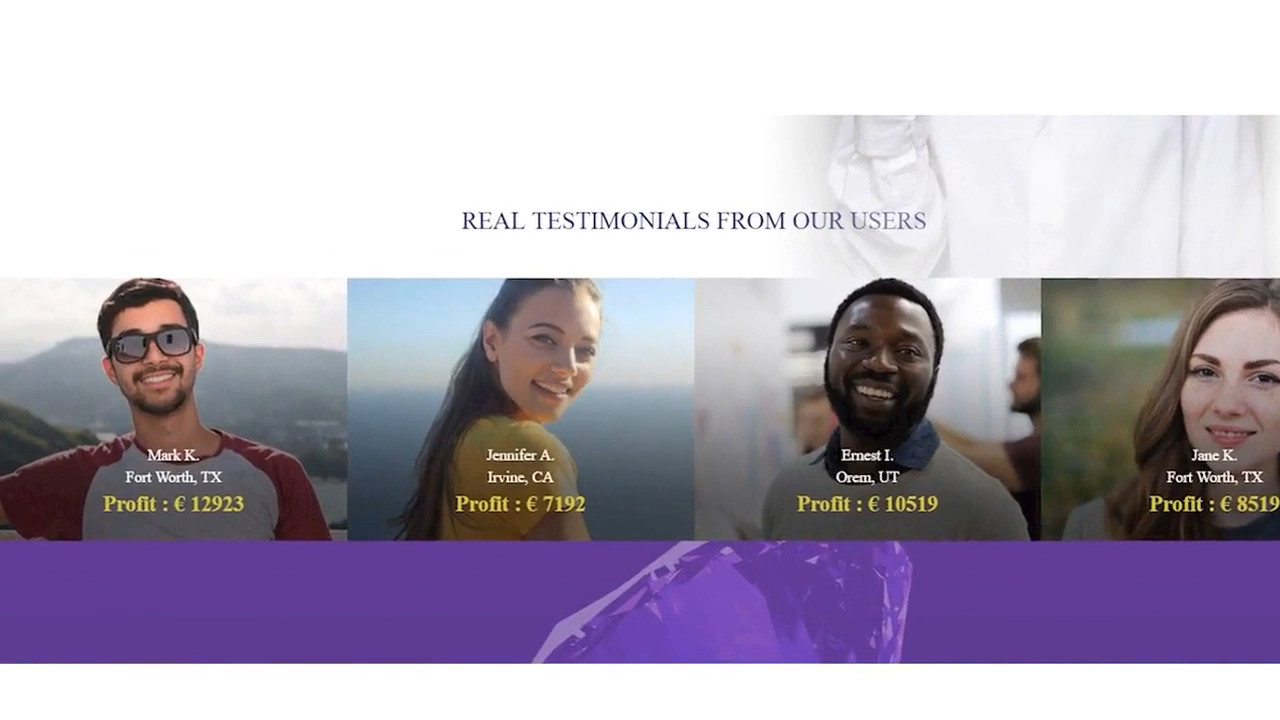 REAL TESTIMONIALS FROM OUR USERS
Mark K.
Fort Worth, TX
Profit : € 12923
Jennifer A.
Irvine, CA
Profit : € 7192
Ernest I.
Orem, UT
Profit : € 10519
Jane K.
Fort Worth, TX
Profit : € 8519